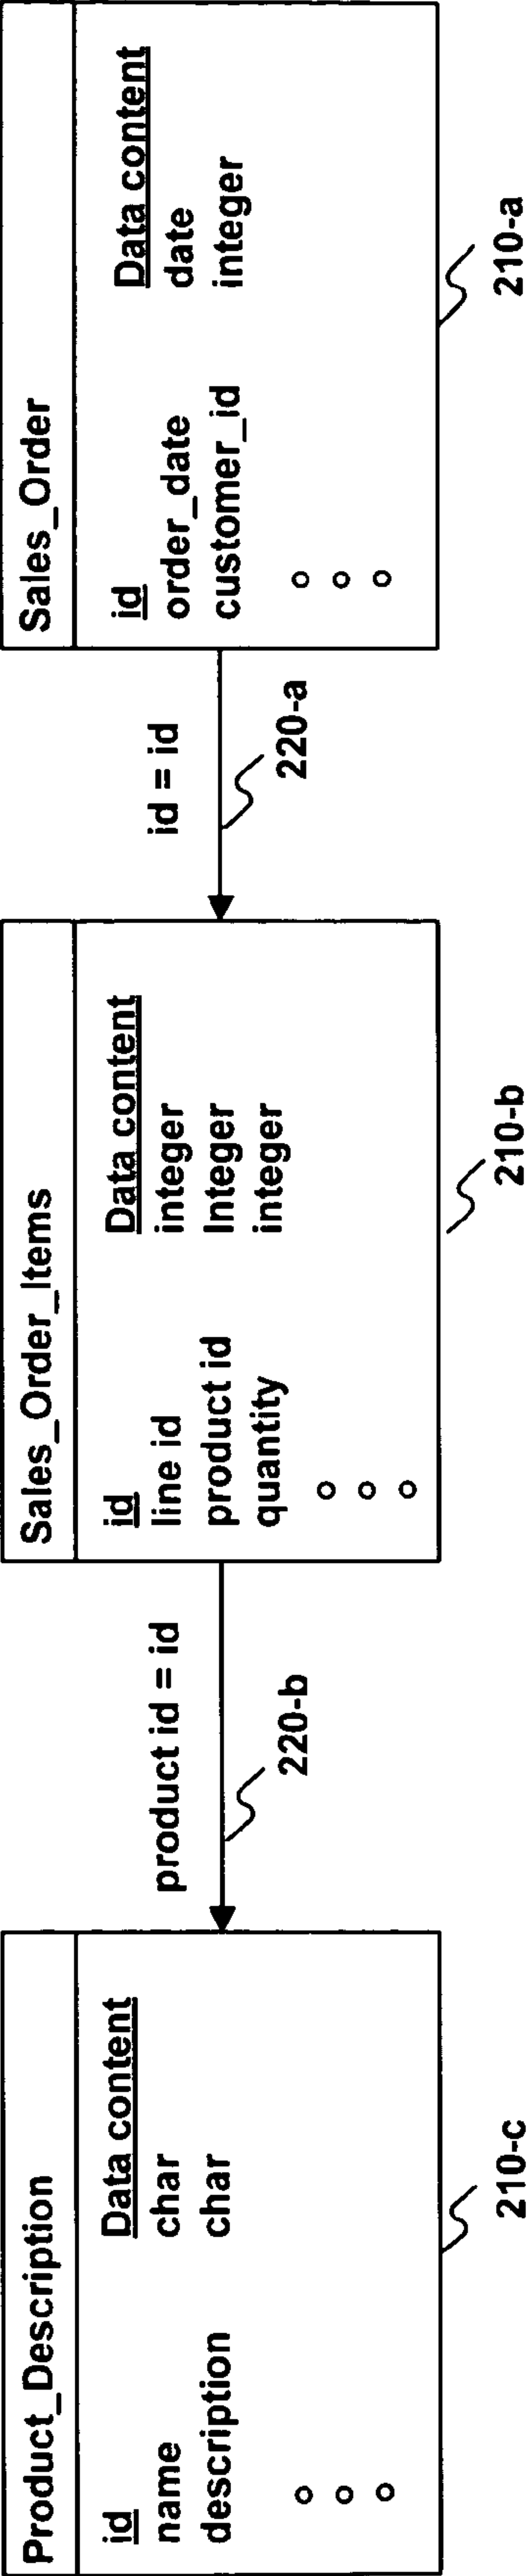 Product_Description
id Data content
name char
description char
210-c
product id = id
220-b
Sales_Order_Items
id Data content
line id integer
product id Integer
quantity integer
210-b
id = id
220-a
Sales_Order
id Data content
order_date date
customer_id integer
210-a